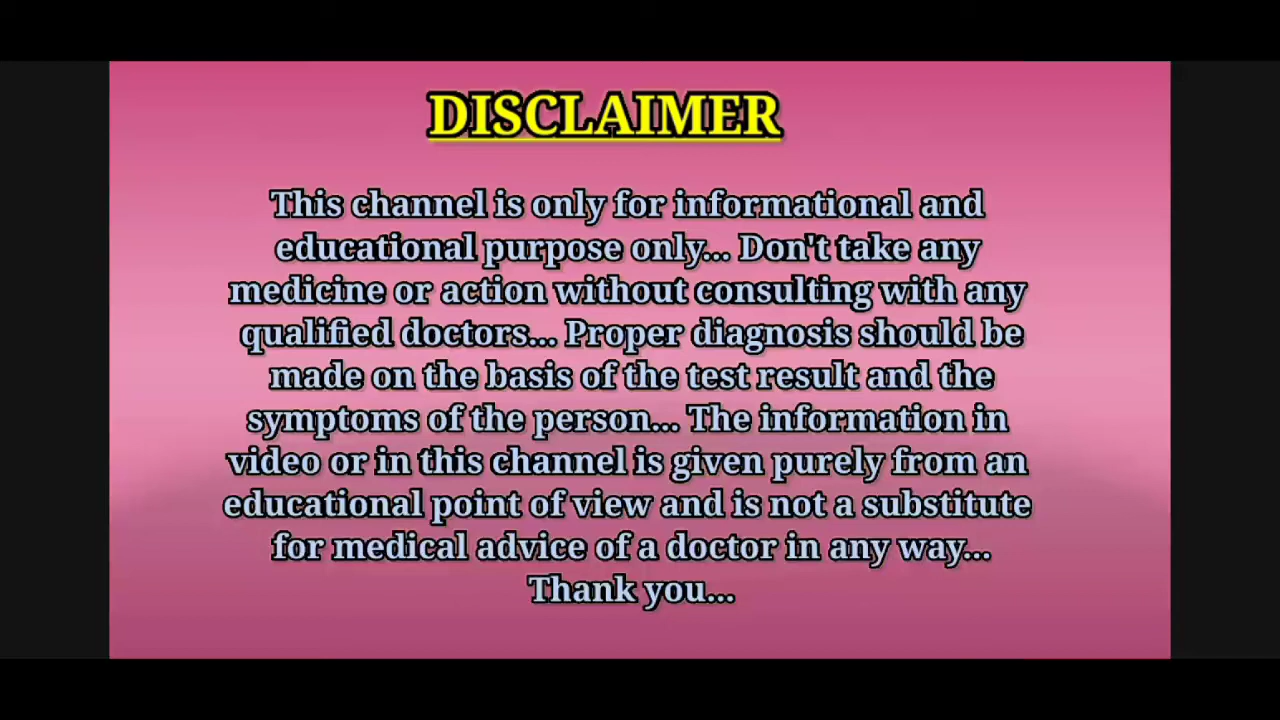 DISCLAIMER
This channel is only for informational and
educational purpose only... Don't take any
medicine or action without consulting with any
qualified doctors... Proper diagnosis should be
made on the basis of the test result and the
symptoms of the person... The information in
video or in this channel is given purely from an
educational point of view and is not a substitute
for medical advice of a doctor in any way...
Thank you...